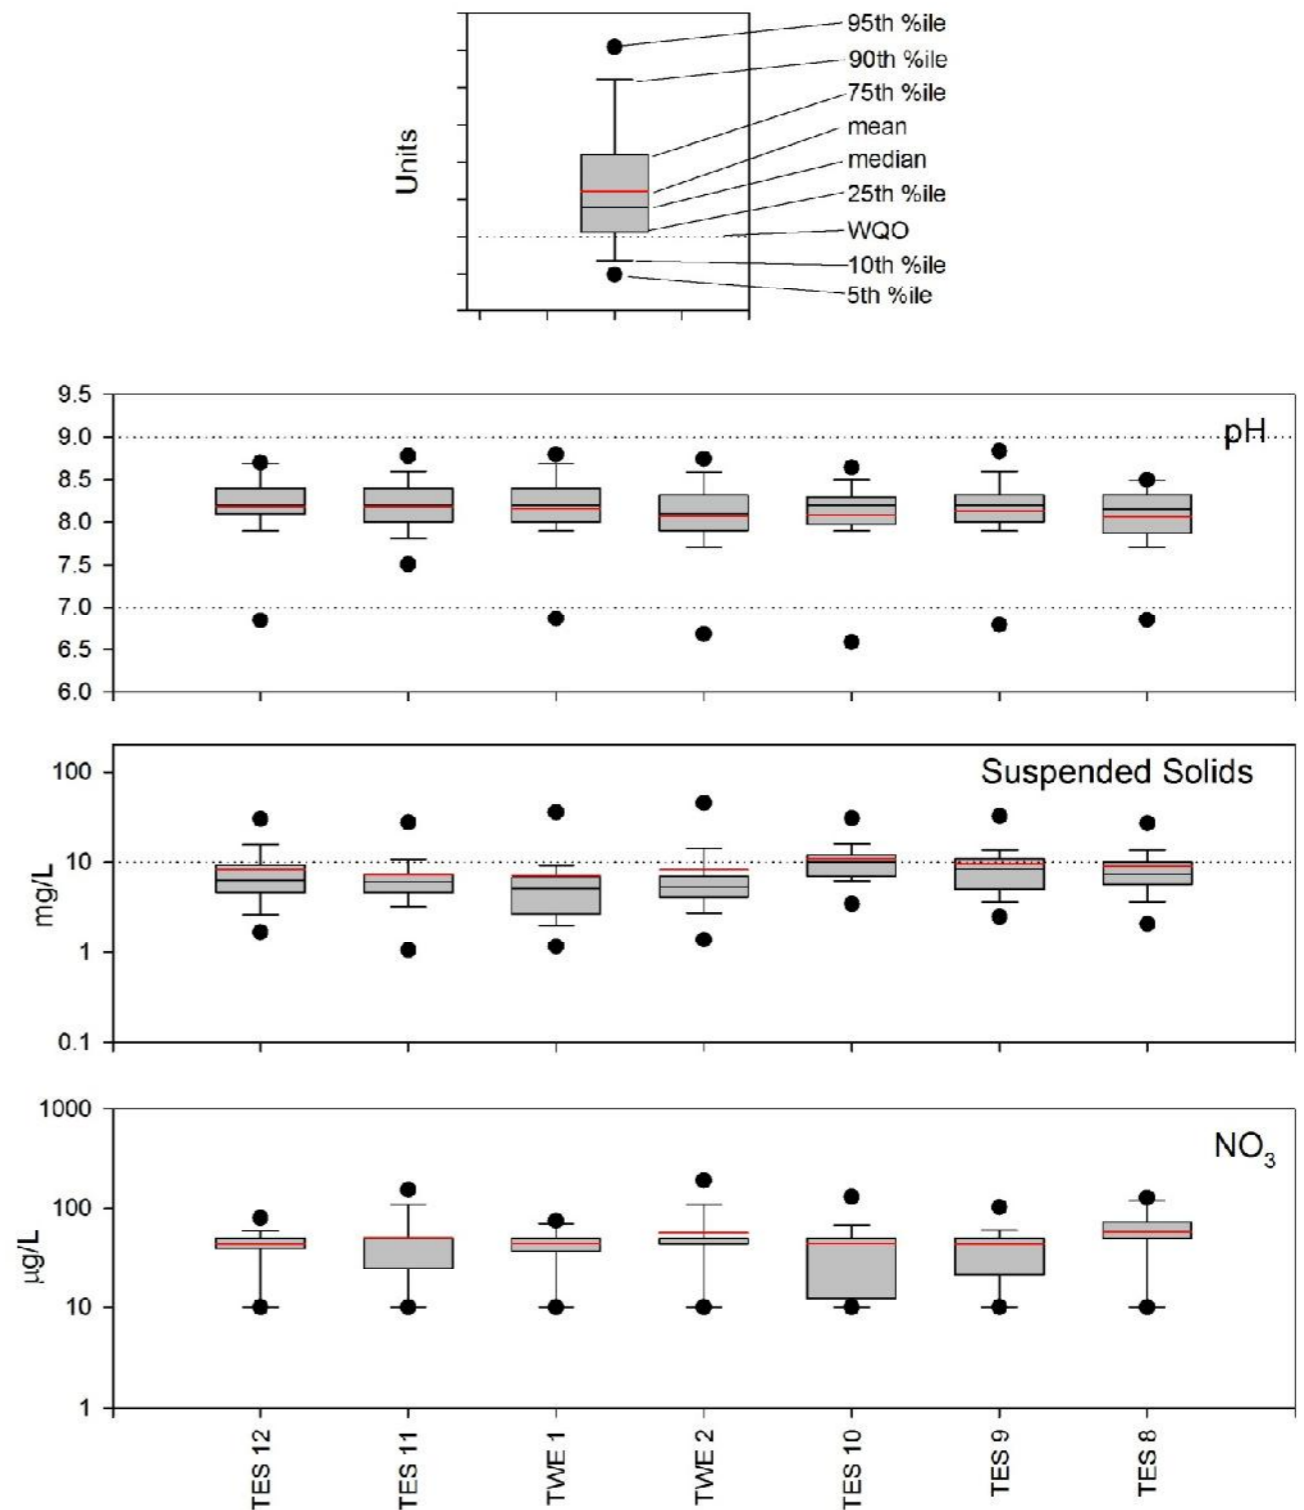 95th %ile
90th %ile
75th %ile
mean
median
25th %ile
WQO
10th %ile
5th %ile
Units
9.5
9.0
8.5
8.0
7.5
7.0
6.5
6.0
pH
100
10
1
0.1
mg/L
Suspended Solids
1000
100
10
1
µg/L
NO₃
TES 12
TES 11
TWE 1
TWE 2
TES 10
TES 9
TES 8